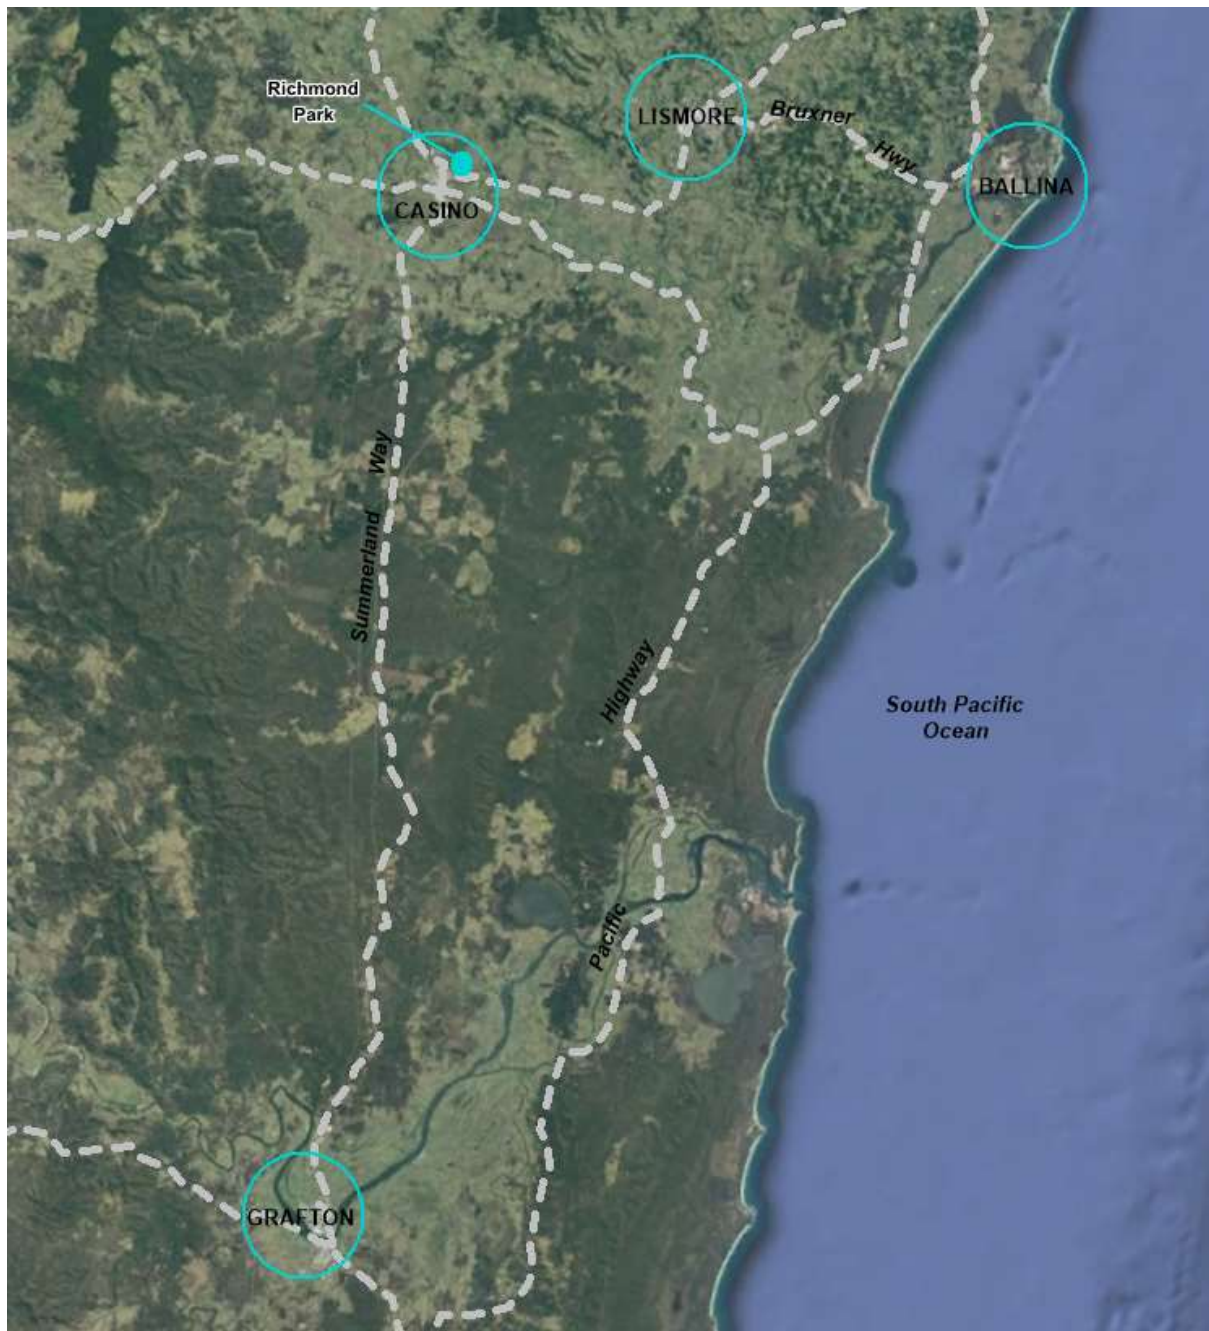 Richmond
Park
LISMORE
Bruxner
Hwy
BALLINA
CASINO
Summerland Way
Highway
South Pacific
Ocean
Pacific
GRAFTON